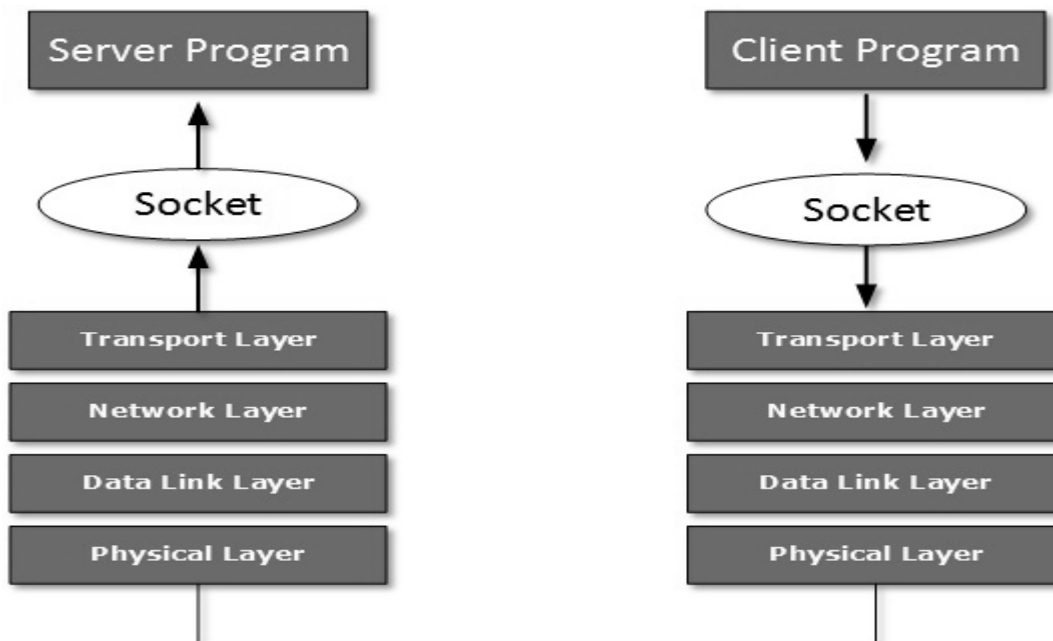 Server Program
Socket
Transport Layer
Network Layer
Data Link Layer
Physical Layer
Client Program
Socket
Transport Layer
Network Layer
Data Link Layer
Physical Layer